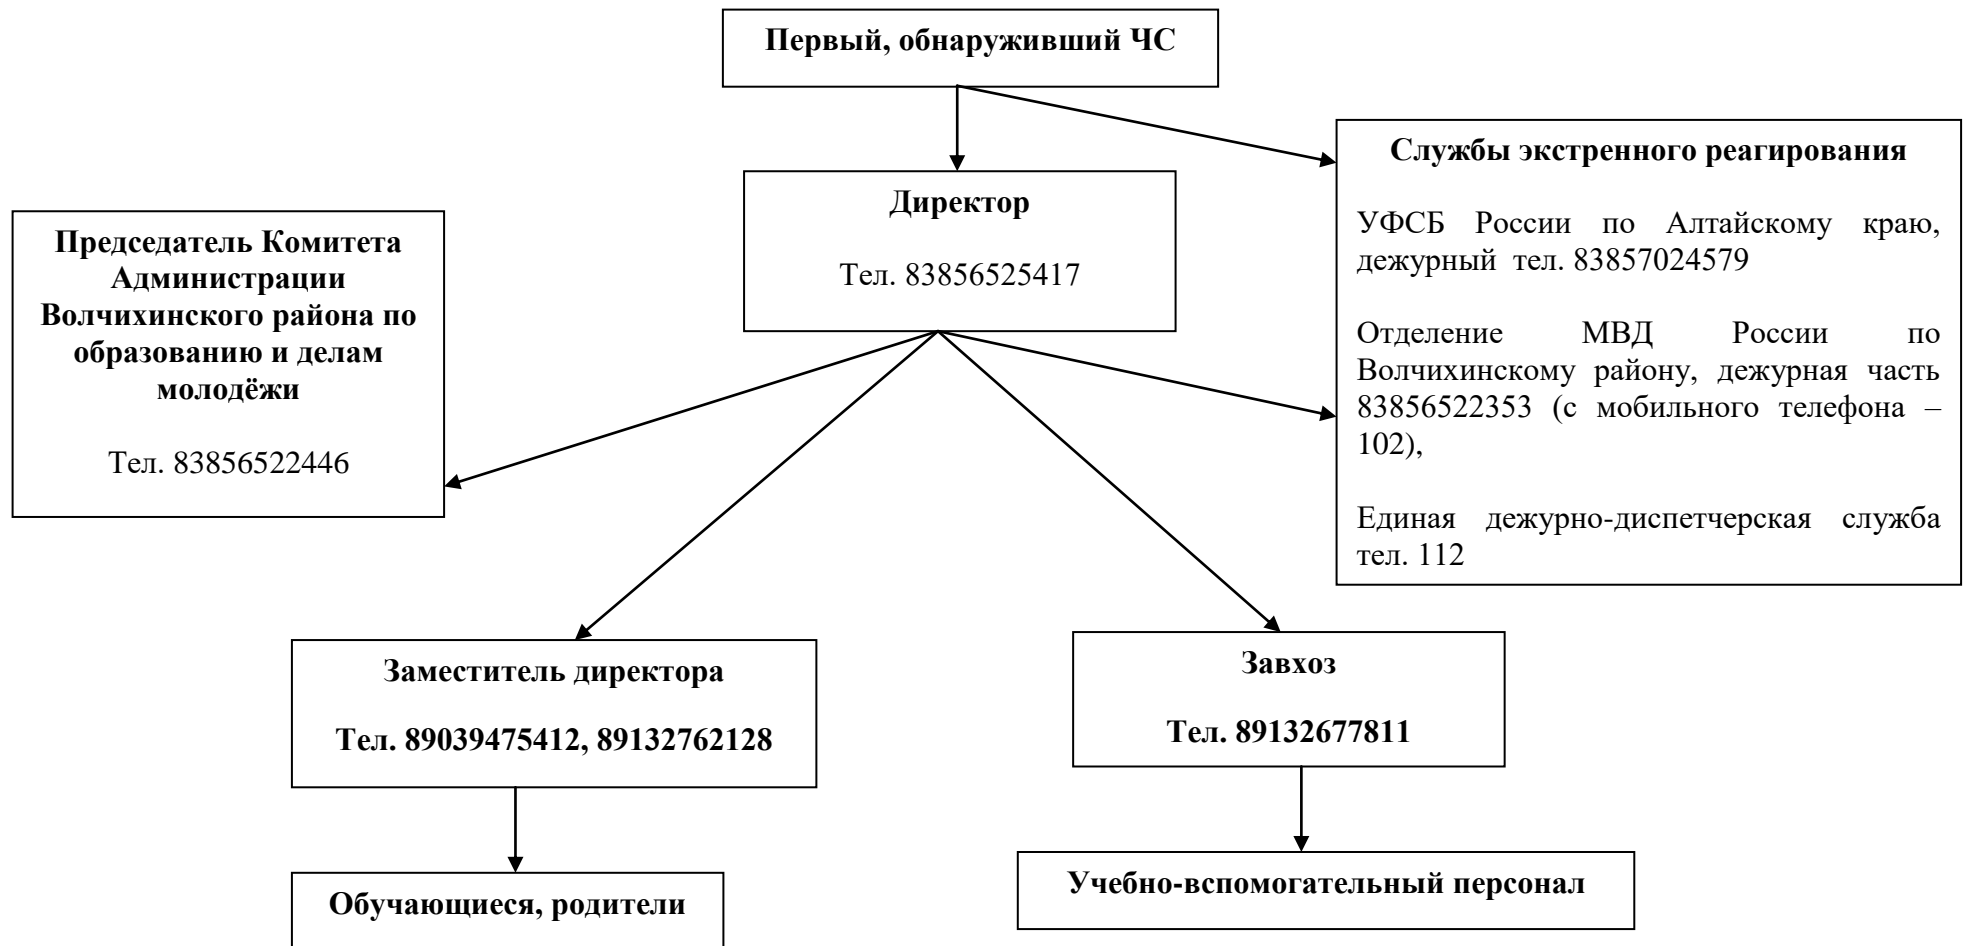 Первый, обнаруживший ЧС
Директор
Тел. 83856525417
Службы экстренного реагирования
УФСБ России по Алтайскому краю,
дежурный тел. 83857024579
Отделение МВД России по
Волчихинскому району, дежурная часть
83856522353 (с мобильного телефона –
102),
Единая дежурно-диспетчерская служба
тел. 112
Председатель Комитета
Администрации
Волчихинского района по
образованию и делам
молодёжи
Тел. 83856522446
Заместитель директора
Тел. 89039475412, 89132762128
Завхоз
Тел. 89132677811
Обучающиеся, родители
Учебно-вспомогательный персонал